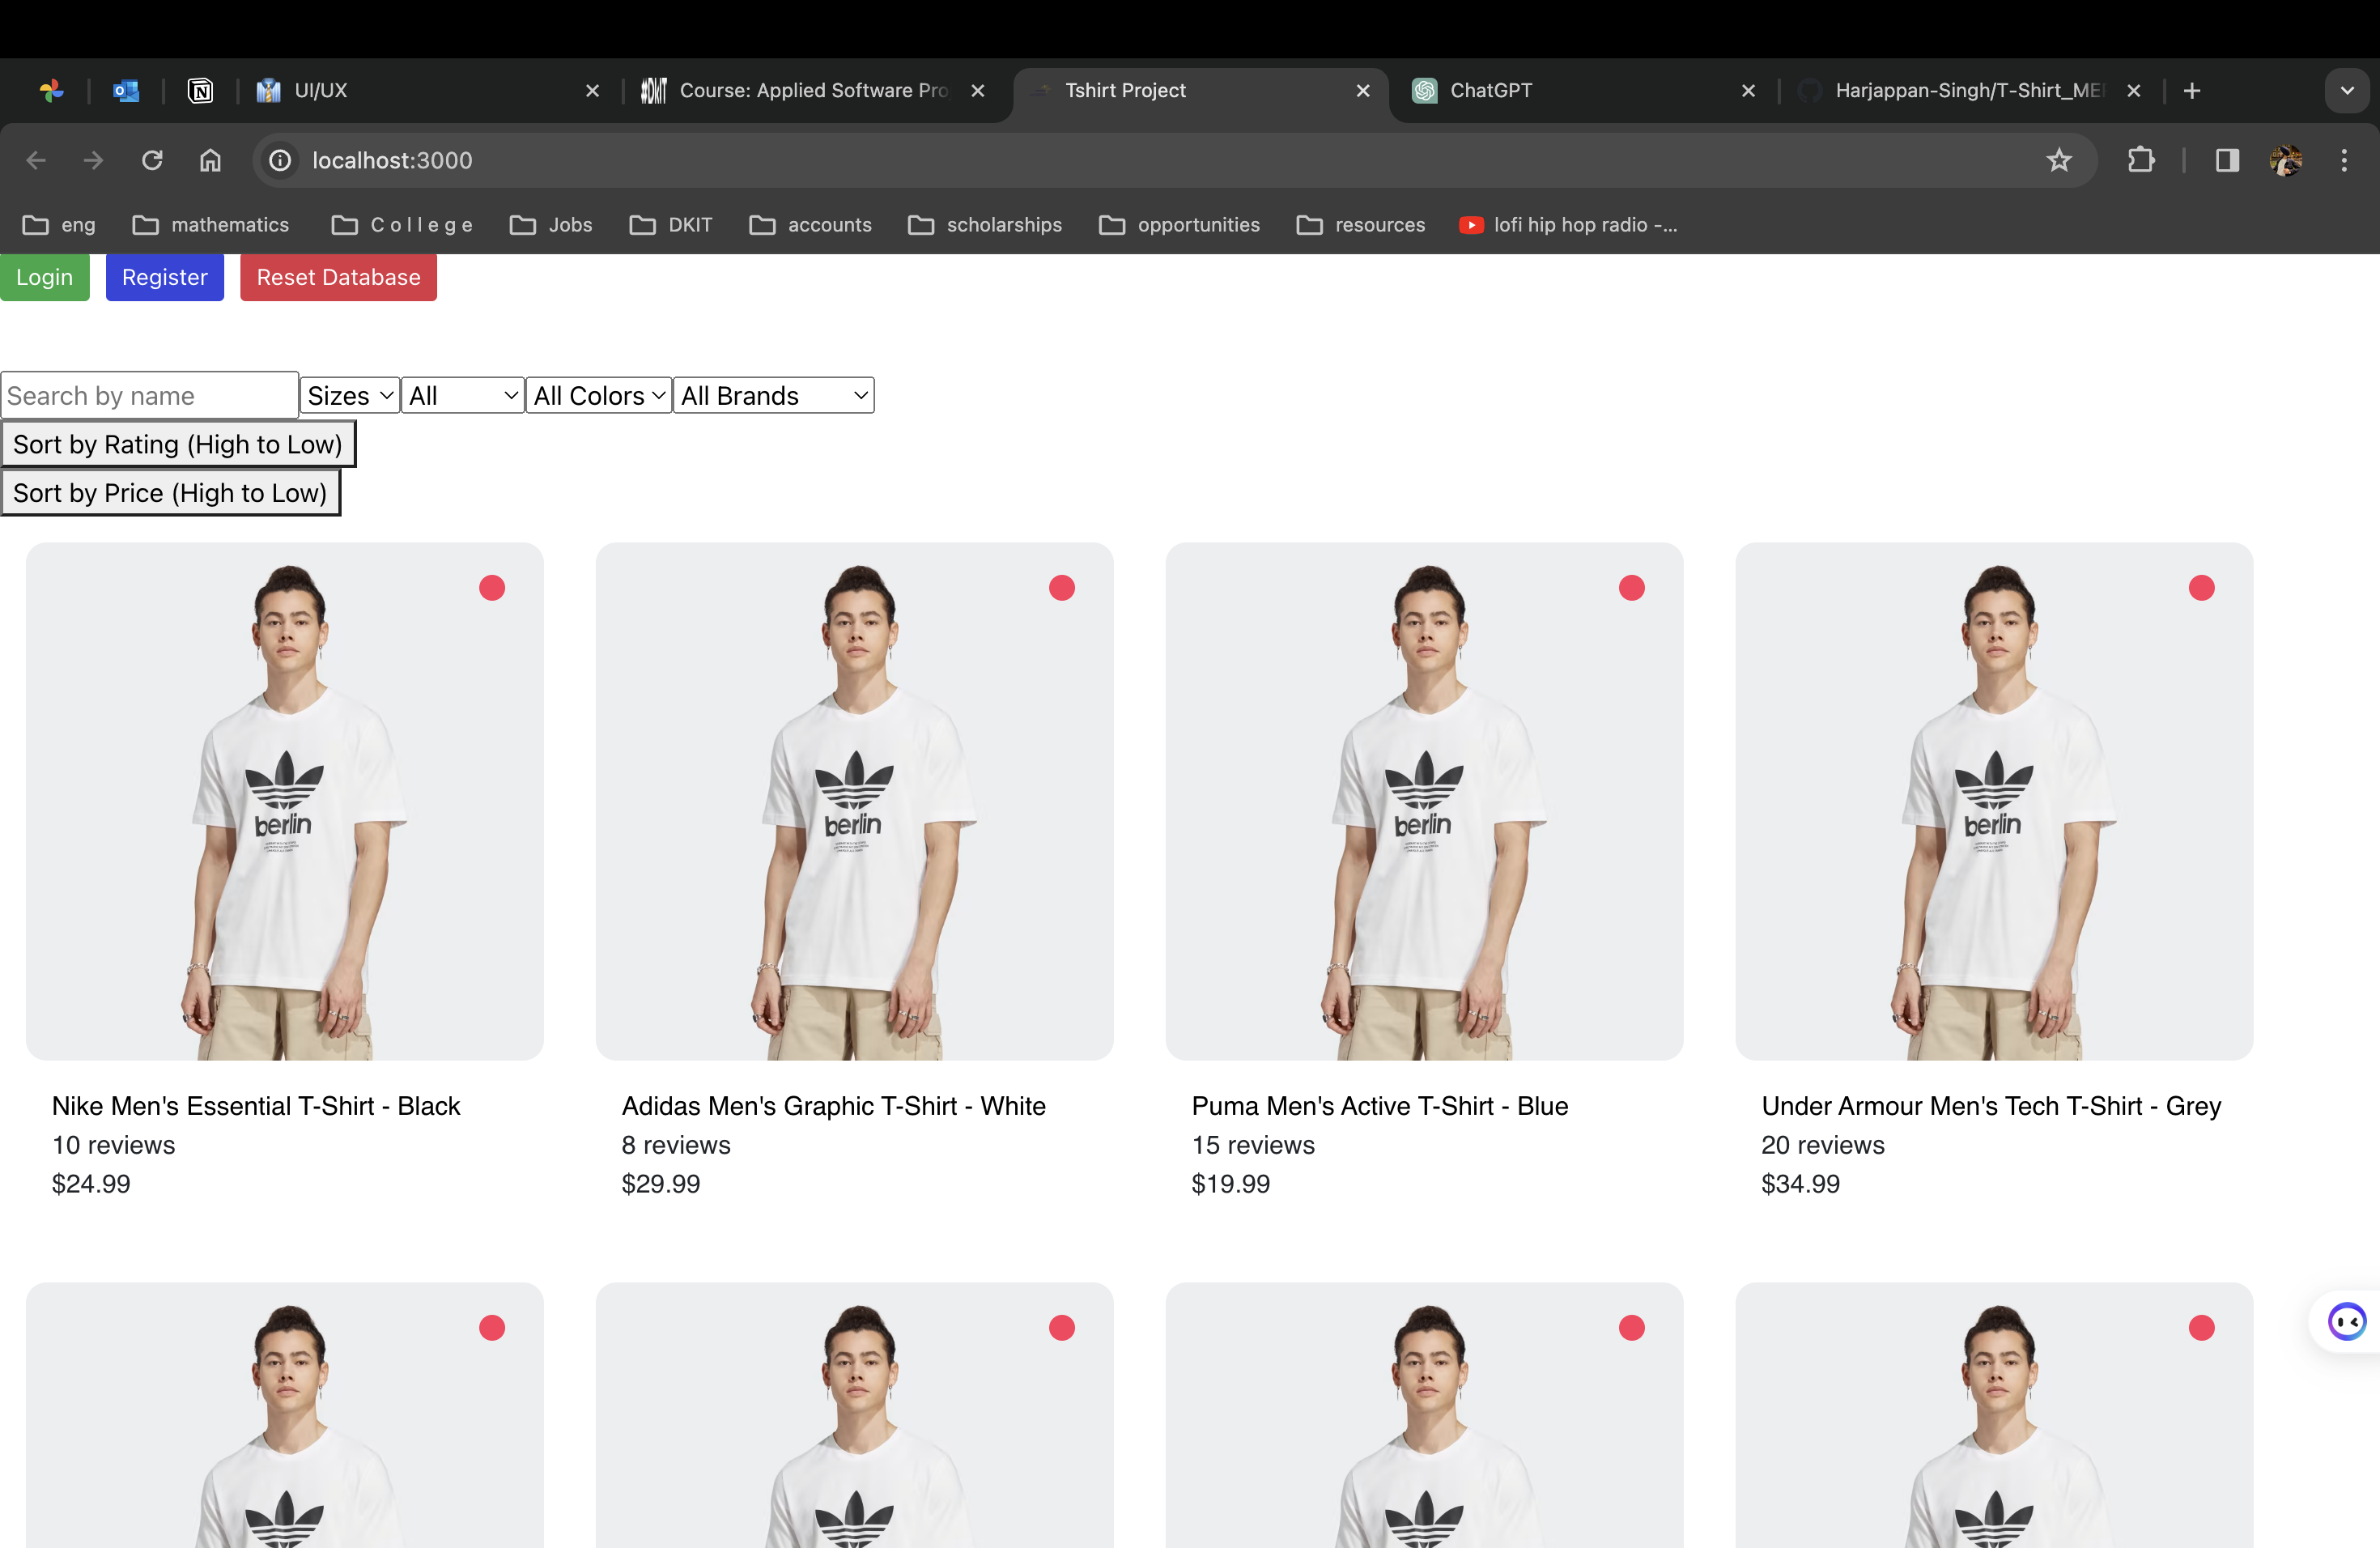 UI/UX
Course: Applied Software Pro
Tshirt Project
ChatGPT
Harjappan-Singh/T-Shirt_ME
localhost:3000
eng
mathematics
C o l l e g e
Jobs
DKIT
accounts
scholarships
opportunities
resources
lofi hip hop radio -...
Login
Register
Reset Database
Search by name
Sizes
All
All Colors
All Brands
Sort by Rating (High to Low)
Sort by Price (High to Low)
berlin
berlin
berlin
berlin
Nike Men's Essential T-Shirt - Black
10 reviews
$24.99
Adidas Men's Graphic T-Shirt - White
8 reviews
$29.99
Puma Men's Active T-Shirt - Blue
15 reviews
$19.99
Under Armour Men's Tech T-Shirt - Grey
20 reviews
$34.99